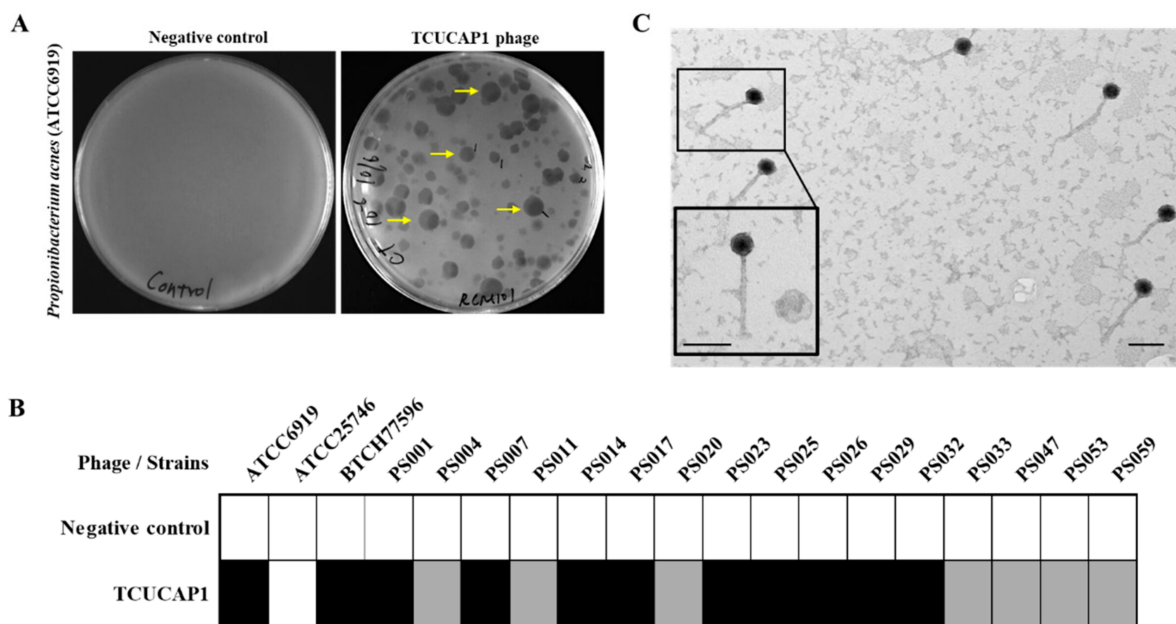 A
Negative control
TCUCAP1 phage
Propionibacterium acnes (ATCC6919)
Control
RCM101
C
B
Phage / Strains
ATCC6919
ATCC25746
BTCH77596
PS001
PS004
PS007
PS011
PS014
PS017
PS020
PS023
PS025
PS026
PS029
PS032
PS033
PS047
PS053
PS059
Negative control
TCUCAP1